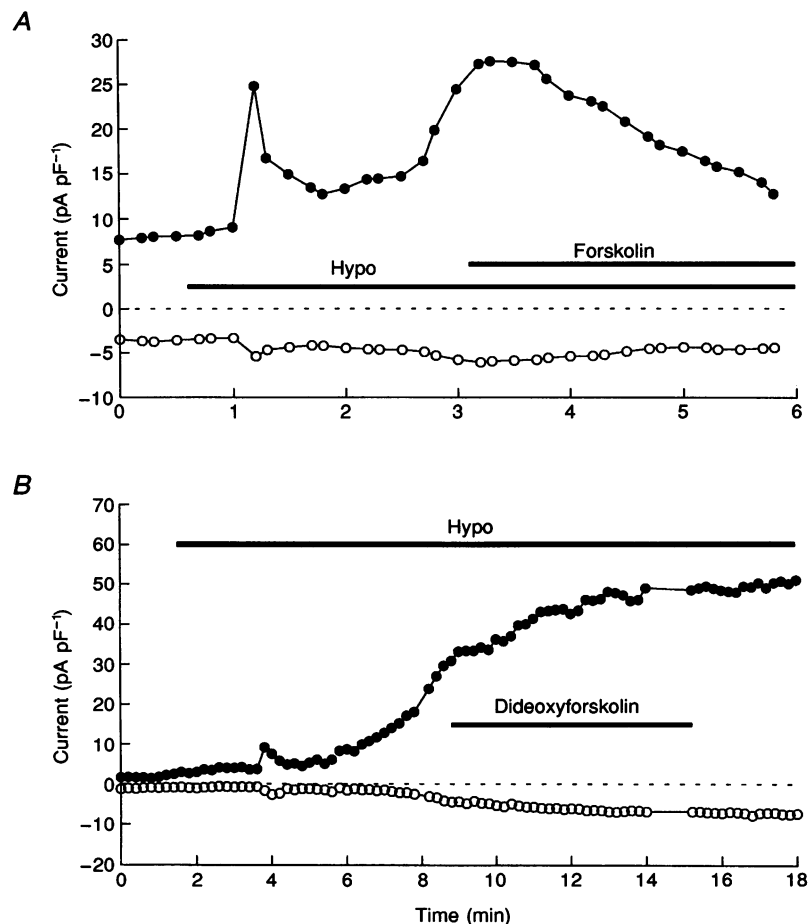 A
30
25
20
15
10
5
0
−5
−10
Current (pA pF⁻¹)
Forskolin
Hypo
0 1 2 3 4 5 6
B
70
60
50
40
30
20
10
0
−10
−20
Current (pA pF⁻¹)
Hypo
Dideoxyforskolin
0 2 4 6 8 10 12 14 16 18
Time (min)